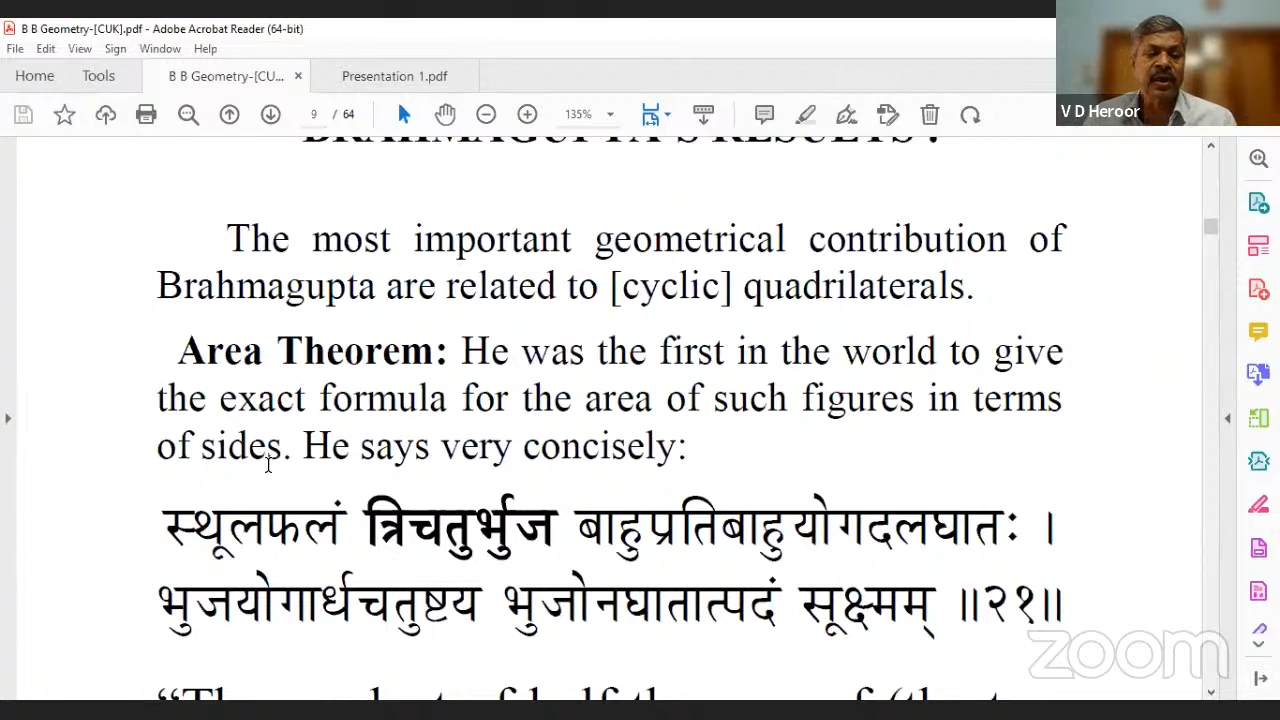 B B Geometry-[CUK].pdf - Adobe Acrobat Reader (64-bit)
File Edit View Sign Window Help
Home Tools B B Geometry-[CU... × Presentation 1.pdf
9 / 64 135%
V D Heroor
BRAHMAGUPTA'S RESULTS :
The most important geometrical contribution of
Brahmagupta are related to [cyclic] quadrilaterals.
Area Theorem: He was the first in the world to give
the exact formula for the area of such figures in terms
of sides. He says very concisely:
स्थूलफलं त्रिचतुर्भुज बाहुप्रतिबाहुयोगदलघातः ।
भुजयोगार्धचतुष्टय भुजोनघातात्पदं सूक्ष्मम् ॥२१॥
zoom